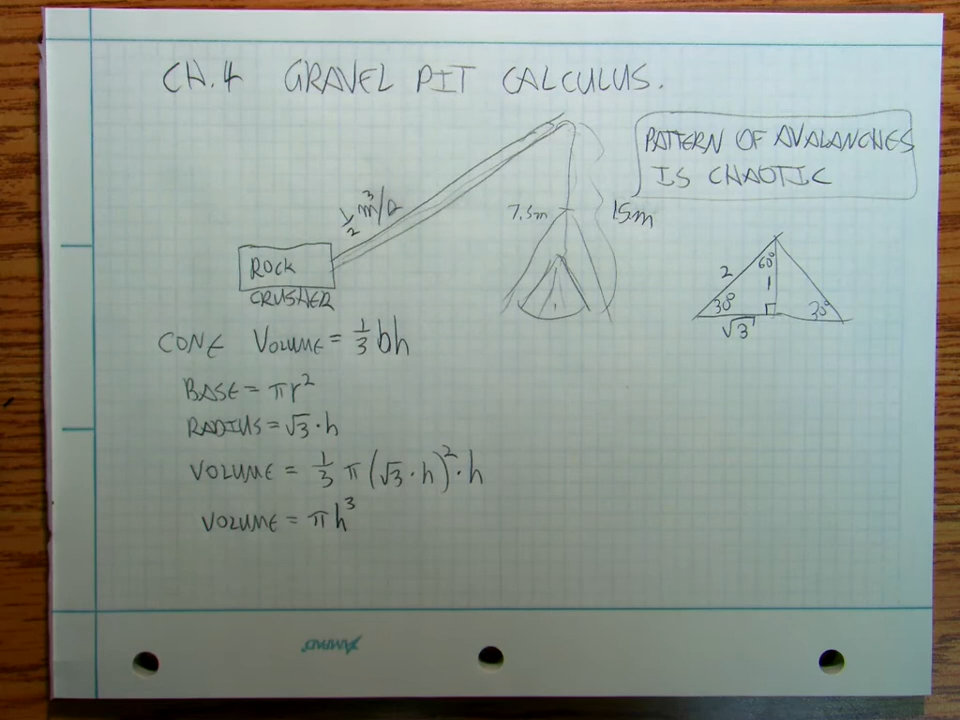 CH.4 GRAVEL PIT CALCULUS.
PATTERN OF AVALANCHES
IS CHAOTIC
½ m³/
7.5m
15m
ROCK
CRUSHER
2
60°
1
30°
30°
√3
CONE VOLUME = ⅓ bh
BASE = πr²
RADIUS = √3 · h
VOLUME = ⅓ π (√3 · h)² · h
VOLUME = πh³
AMPAD